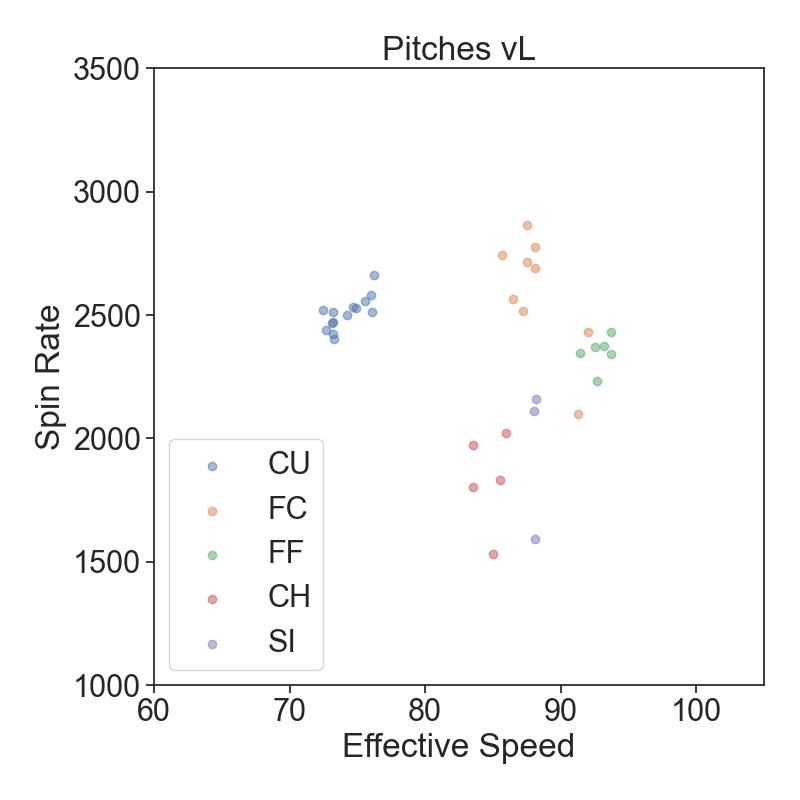 Pitches vL
3500
3000
2500
2000
1500
1000
Spin Rate
CU
FC
FF
CH
SI
60 70 80 90 100
Effective Speed